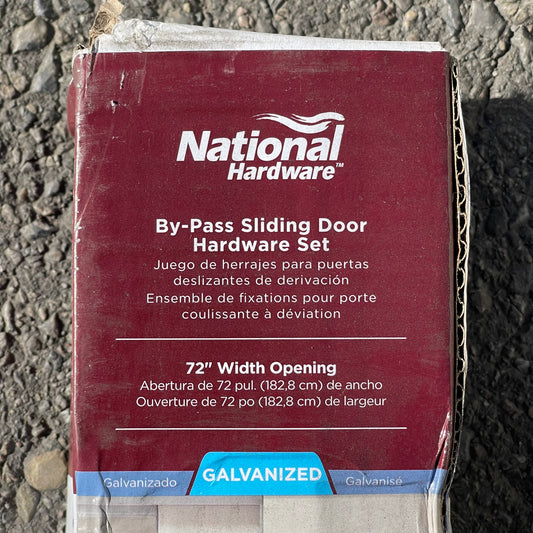 National
Hardware™
By-Pass Sliding Door
Hardware Set
Juego de herrajes para puertas
deslizantes de derivación
Ensemble de fixations pour porte
coulissante à déviation
72" Width Opening
Abertura de 72 pul. (182,8 cm) de ancho
Ouverture de 72 po (182,8 cm) de largeur
Galvanizado GALVANIZED Galvanisé